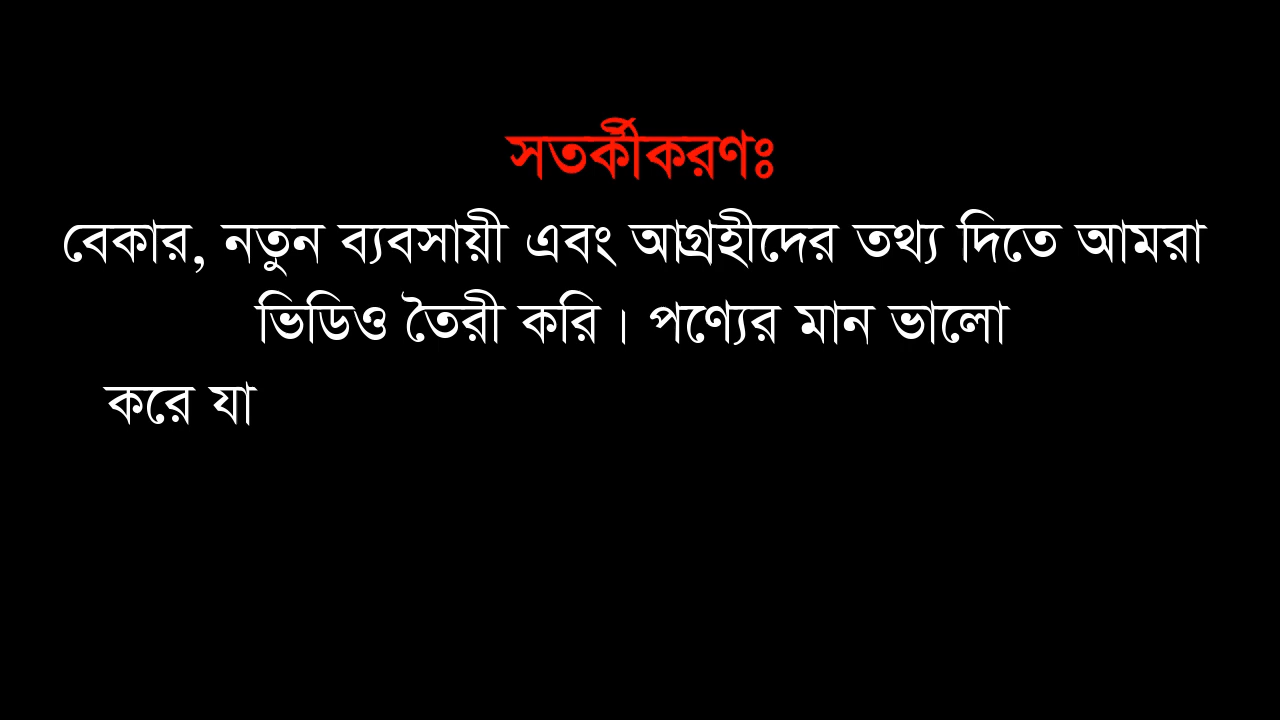 সতর্কীকরণঃ
বেকার, নতুন ব্যবসায়ী এবং আগ্রহীদের তথ্য দিতে আমরা
ভিডিও তৈরী করি। পণ্যের মান ভালো
করে যা